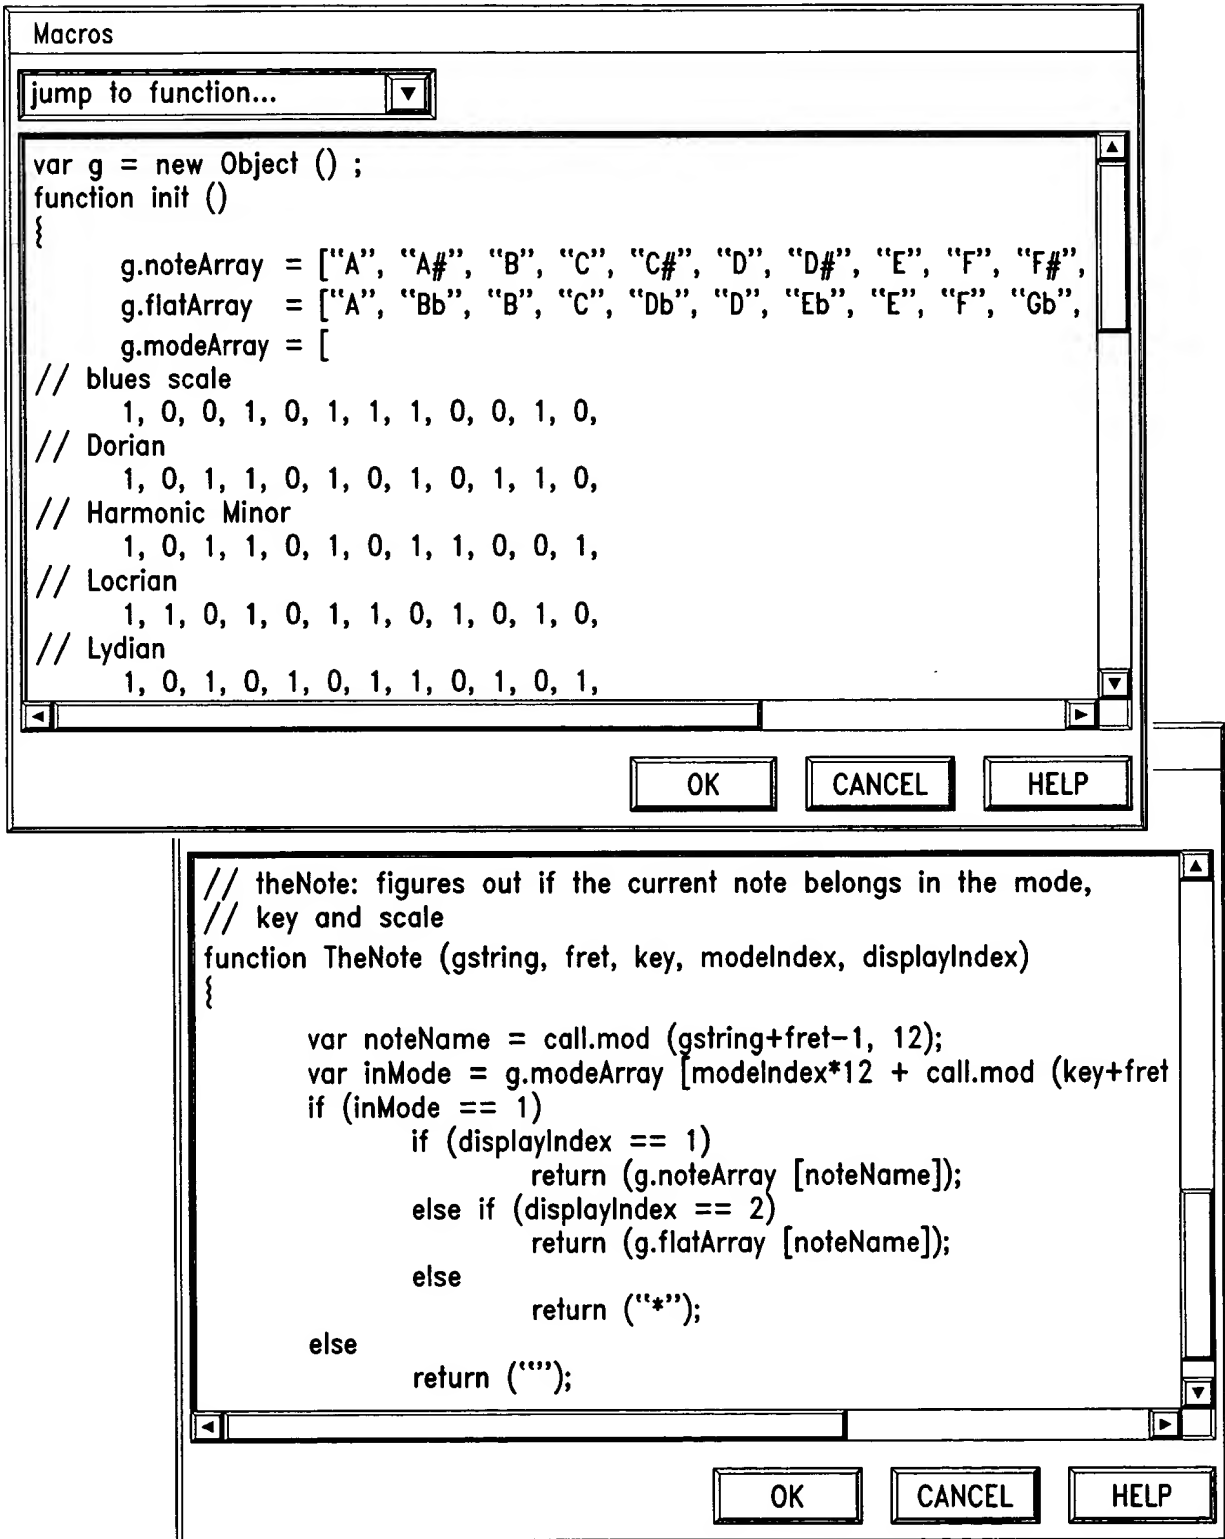 Macros
jump to function...
var g = new Object () ;
function init ()
{
g.noteArray = ["A", "A#", "B", "C", "C#", "D", "D#", "E", "F", "F#",
g.flatArray = ["A", "Bb", "B", "C", "Db", "D", "Eb", "E", "F", "Gb",
g.modeArray = [
// blues scale
1, 0, 0, 1, 0, 1, 1, 1, 0, 0, 1, 0,
// Dorian
1, 0, 1, 1, 0, 1, 0, 1, 0, 1, 1, 0,
// Harmonic Minor
1, 0, 1, 1, 0, 1, 0, 1, 1, 0, 0, 1,
// Locrian
1, 1, 0, 1, 0, 1, 1, 0, 1, 0, 1, 0,
// Lydian
1, 0, 1, 0, 1, 0, 1, 1, 0, 1, 0, 1,
OK CANCEL HELP
// theNote: figures out if the current note belongs in the mode,
// key and scale
function TheNote (gstring, fret, key, modeIndex, displayIndex)
{
var noteName = call.mod (gstring+fret-1, 12);
var inMode = g.modeArray [modeIndex*12 + call.mod (key+fret
if (inMode == 1)
if (displayIndex == 1)
return (g.noteArray [noteName]);
else if (displayIndex == 2)
return (g.flatArray [noteName]);
else
return ("*");
else
return ("");
OK CANCEL HELP